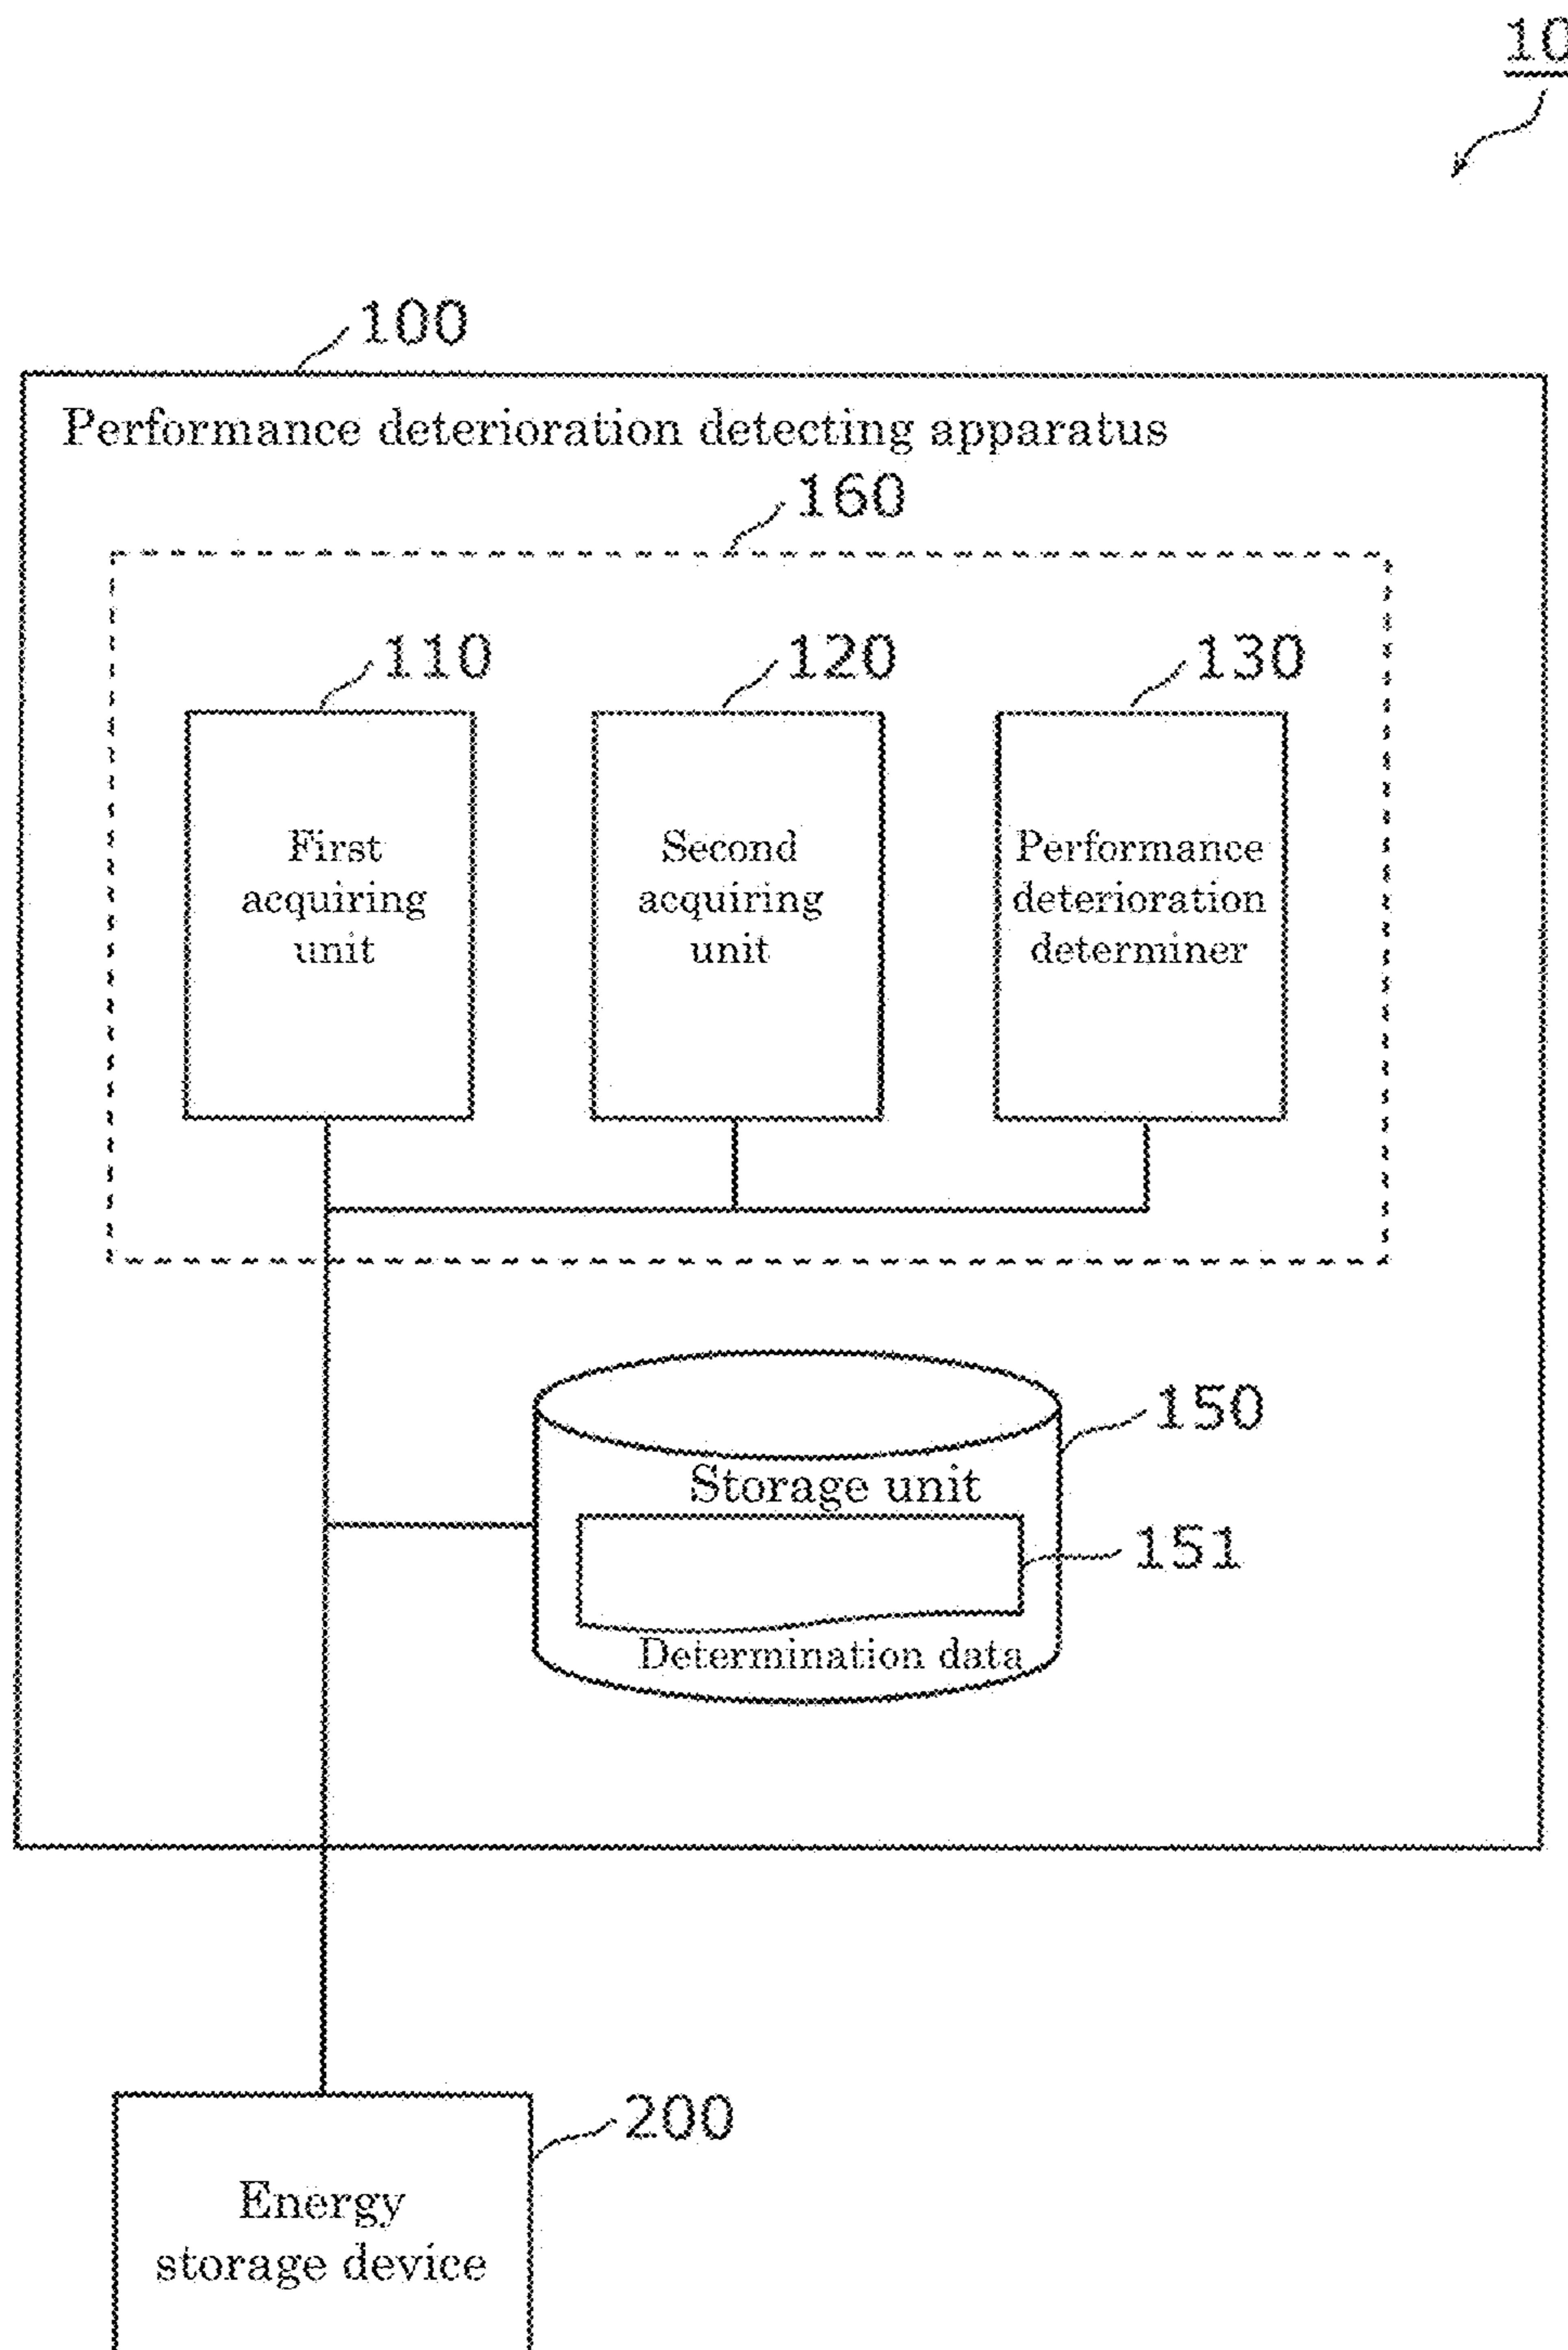 10
100
Performance deterioration detecting apparatus
160
110
120
130
First
acquiring
unit
Second
acquiring
unit
Performance
deterioration
determiner
150
Storage unit
151
Determination data
200
Energy
storage device